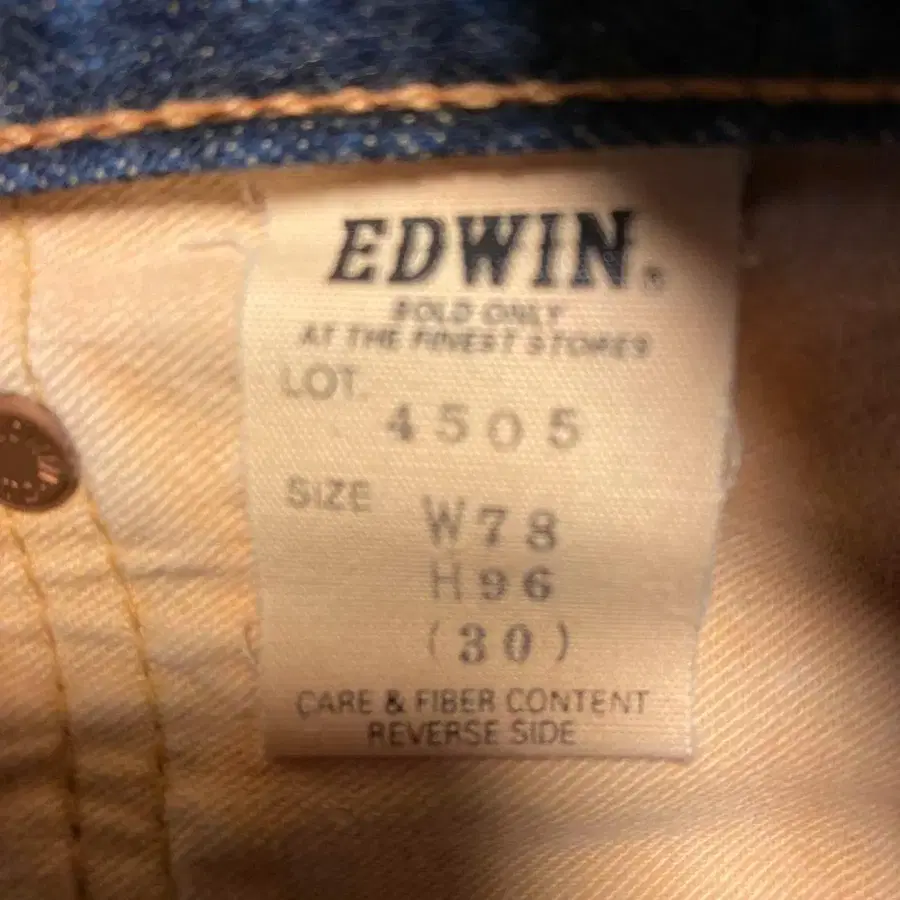 EDWIN®
SOLD ONLY
AT THE FINEST STORES
LOT
4505
SIZE
W78
H96
(30)
CARE & FIBER CONTENT
REVERSE SIDE